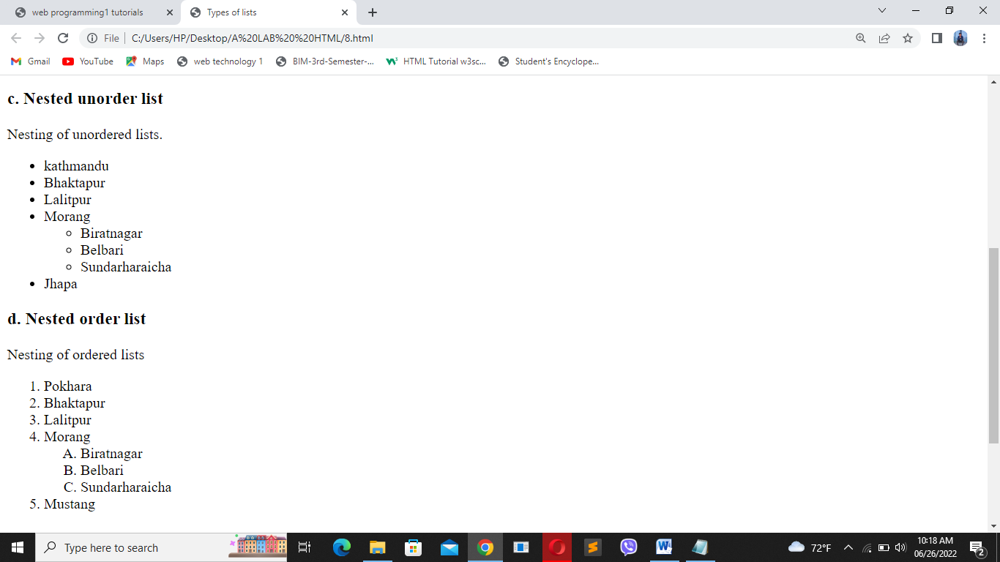 web programming1 tutorials
Types of lists
File
C:/Users/HP/Desktop/A%20LAB%20%20HTML/8.html
Gmail
YouTube
Maps
web technology 1
BIM-3rd-Semester-...
HTML Tutorial w3sc...
Student's Encyclope...
c. Nested unorder list
Nesting of unordered lists.
• kathmandu
• Bhaktapur
• Lalitpur
• Morang
◦ Biratnagar
◦ Belbari
◦ Sundarharaicha
• Jhapa
d. Nested order list
Nesting of ordered lists
1. Pokhara
2. Bhaktapur
3. Lalitpur
4. Morang
A. Biratnagar
B. Belbari
C. Sundarharaicha
5. Mustang
Type here to search
72°F
10:18 AM
06/26/2022
2